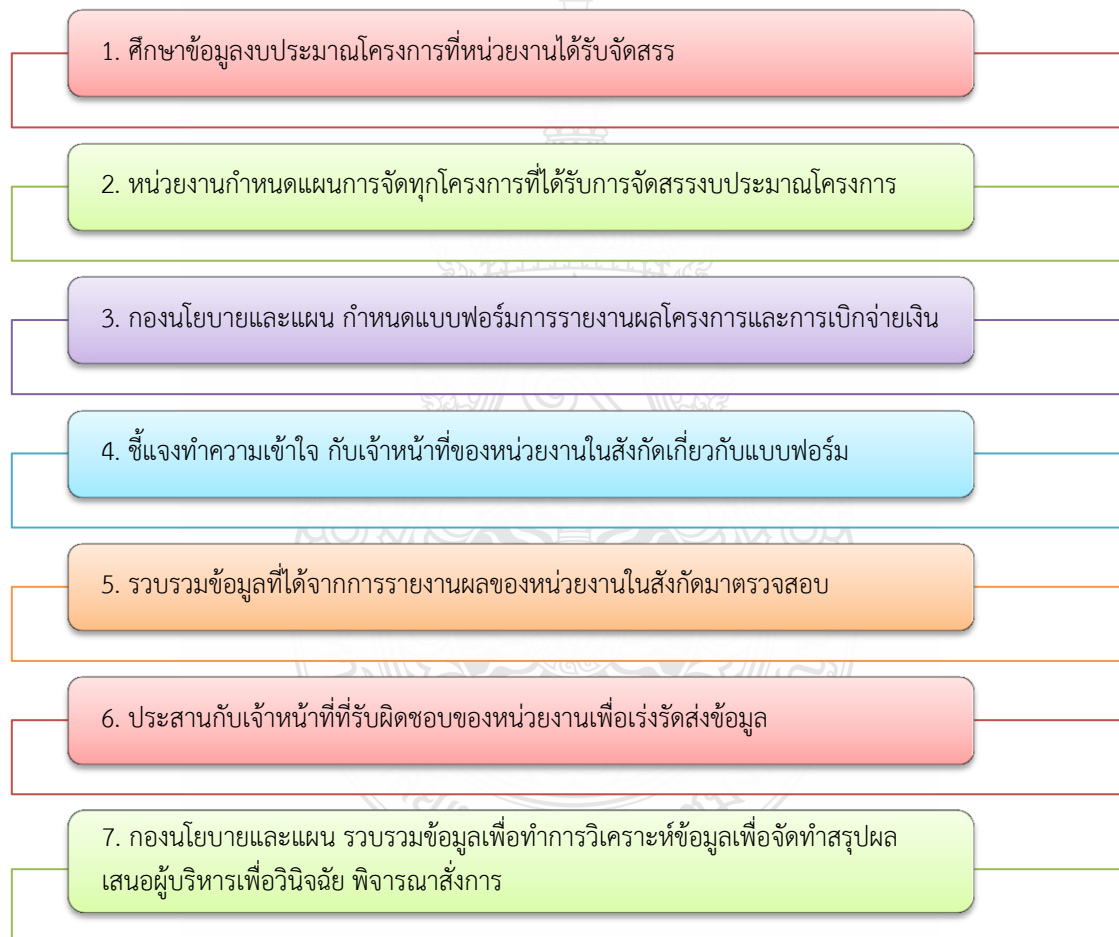 1. ศึกษาข้อมูลงบประมาณโครงการที่หน่วยงานได้รับจัดสรร
2. หน่วยงานกำหนดแผนการจัดทุกโครงการที่ได้รับการจัดสรรงบประมาณโครงการ
3. กองนโยบายและแผน กำหนดแบบฟอร์มการรายงานผลโครงการและการเบิกจ่ายเงิน
4. ชี้แจงทำความเข้าใจ กับเจ้าหน้าที่ของหน่วยงานในสังกัดเกี่ยวกับแบบฟอร์ม
5. รวบรวมข้อมูลที่ได้จากการรายงานผลของหน่วยงานในสังกัดมาตรวจสอบ
6. ประสานกับเจ้าหน้าที่ที่รับผิดชอบของหน่วยงานเพื่อเร่งรัดส่งข้อมูล
7. กองนโยบายและแผน รวบรวมข้อมูลเพื่อทำการวิเคราะห์ข้อมูลเพื่อจัดทำสรุปผล
เสนอผู้บริหารเพื่อวินิจฉัย พิจารณาสั่งการ